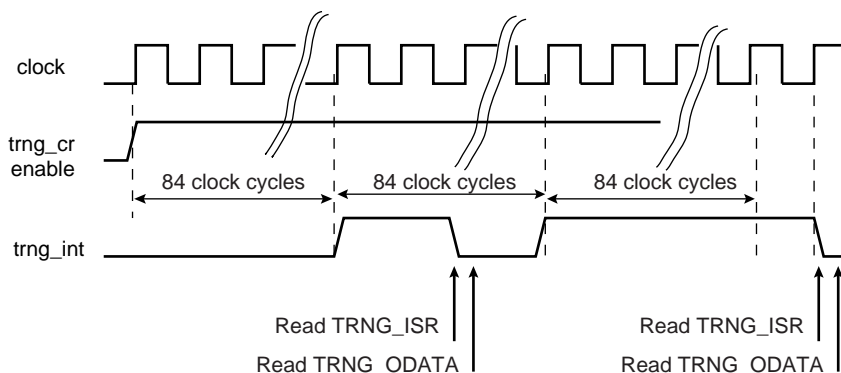 clock
trng_cr
enable
84 clock cycles
84 clock cycles
84 clock cycles
trng_int
Read TRNG_ISR
Read TRNG_ISR
Read TRNG_ODATA
Read TRNG_ODATA